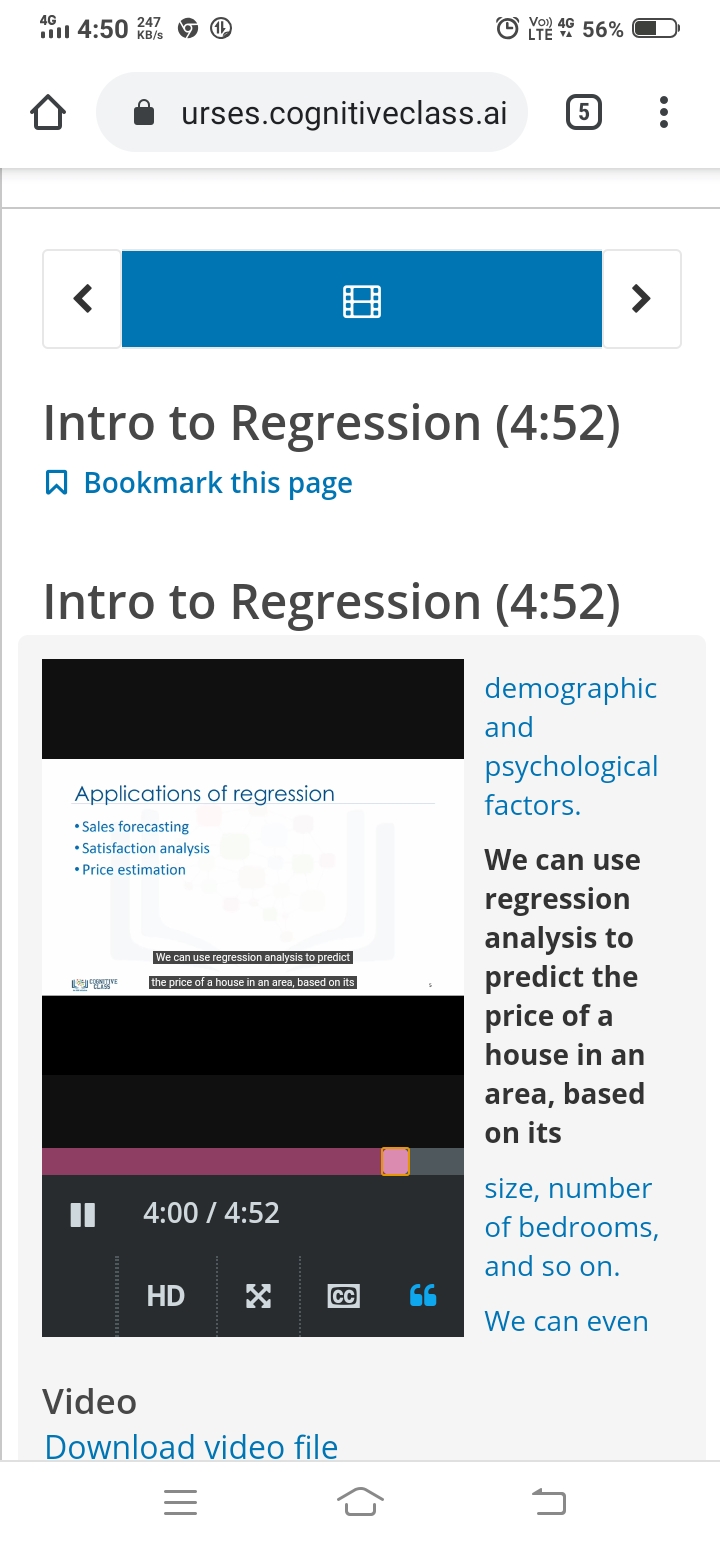 4G 4:50 247 KB/s Vo)) LTE 4G 56%
urses.cognitiveclass.ai 5
Intro to Regression (4:52)
Bookmark this page
Intro to Regression (4:52)
Applications of regression
• Sales forecasting
• Satisfaction analysis
• Price estimation
We can use regression analysis to predict
the price of a house in an area, based on its
COGNITIVE
CLASS
5
4:00 / 4:52
HD CC
demographic
and
psychological
factors.
We can use
regression
analysis to
predict the
price of a
house in an
area, based
on its
size, number
of bedrooms,
and so on.
We can even
Video
Download video file